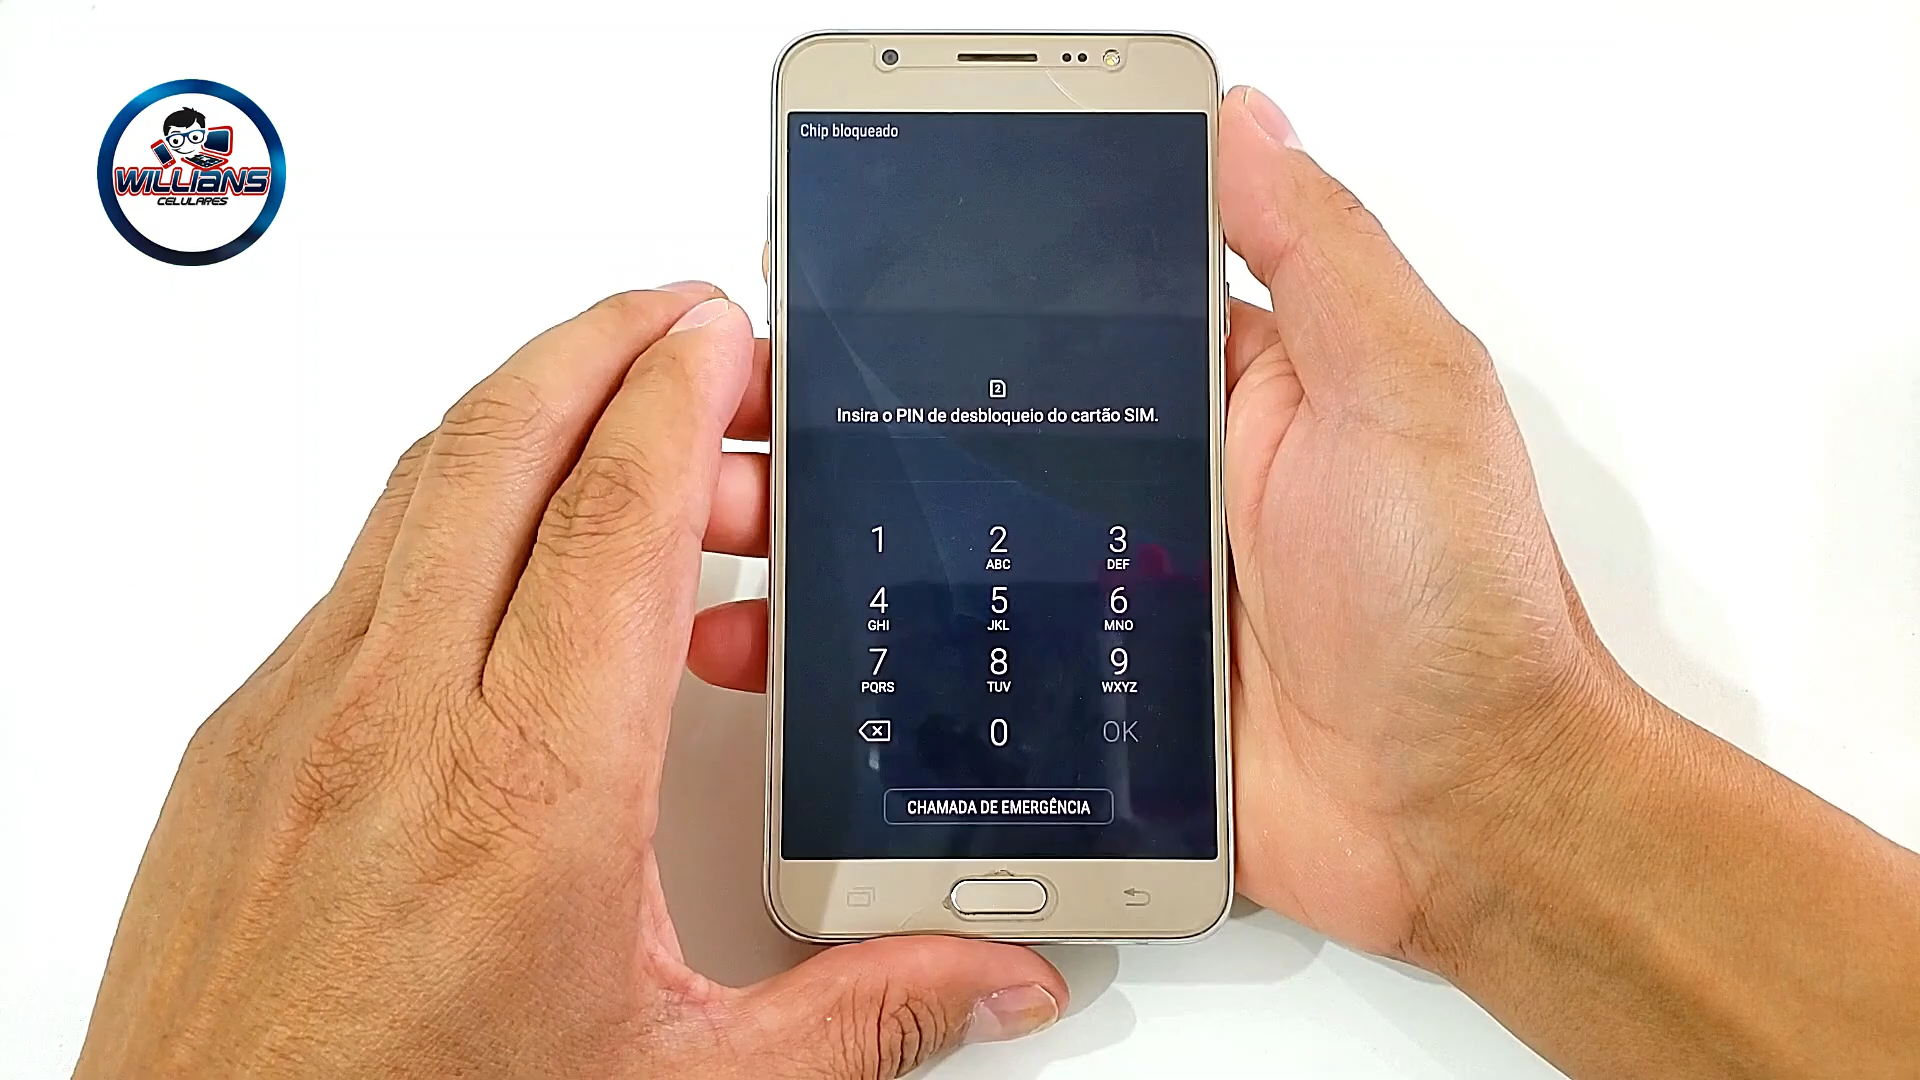 WILLIANS
CELULARES
Chip bloqueado
2
Insira o PIN de desbloqueio do cartão SIM.
1 2 3
ABC DEF
4 5 6
GHI JKL MNO
7 8 9
PQRS TUV WXYZ
0 OK
CHAMADA DE EMERGÊNCIA